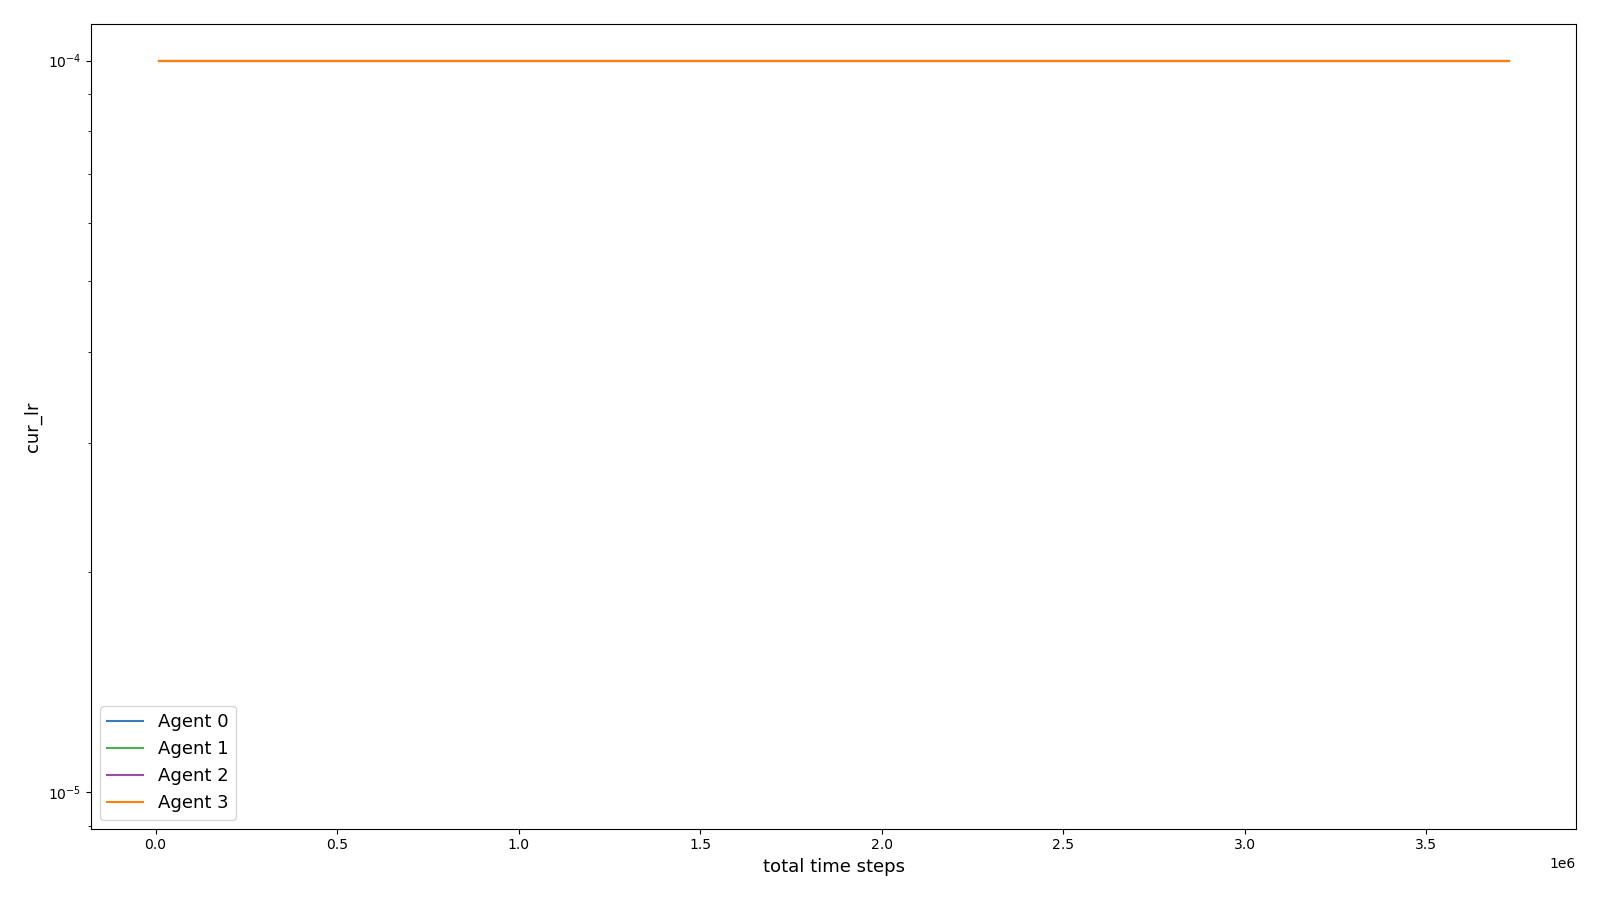 10⁻⁴
cur_lr
Agent 0
Agent 1
Agent 2
Agent 3
10⁻⁵
0.0 0.5 1.0 1.5 2.0 2.5 3.0 3.5
1e6
total time steps